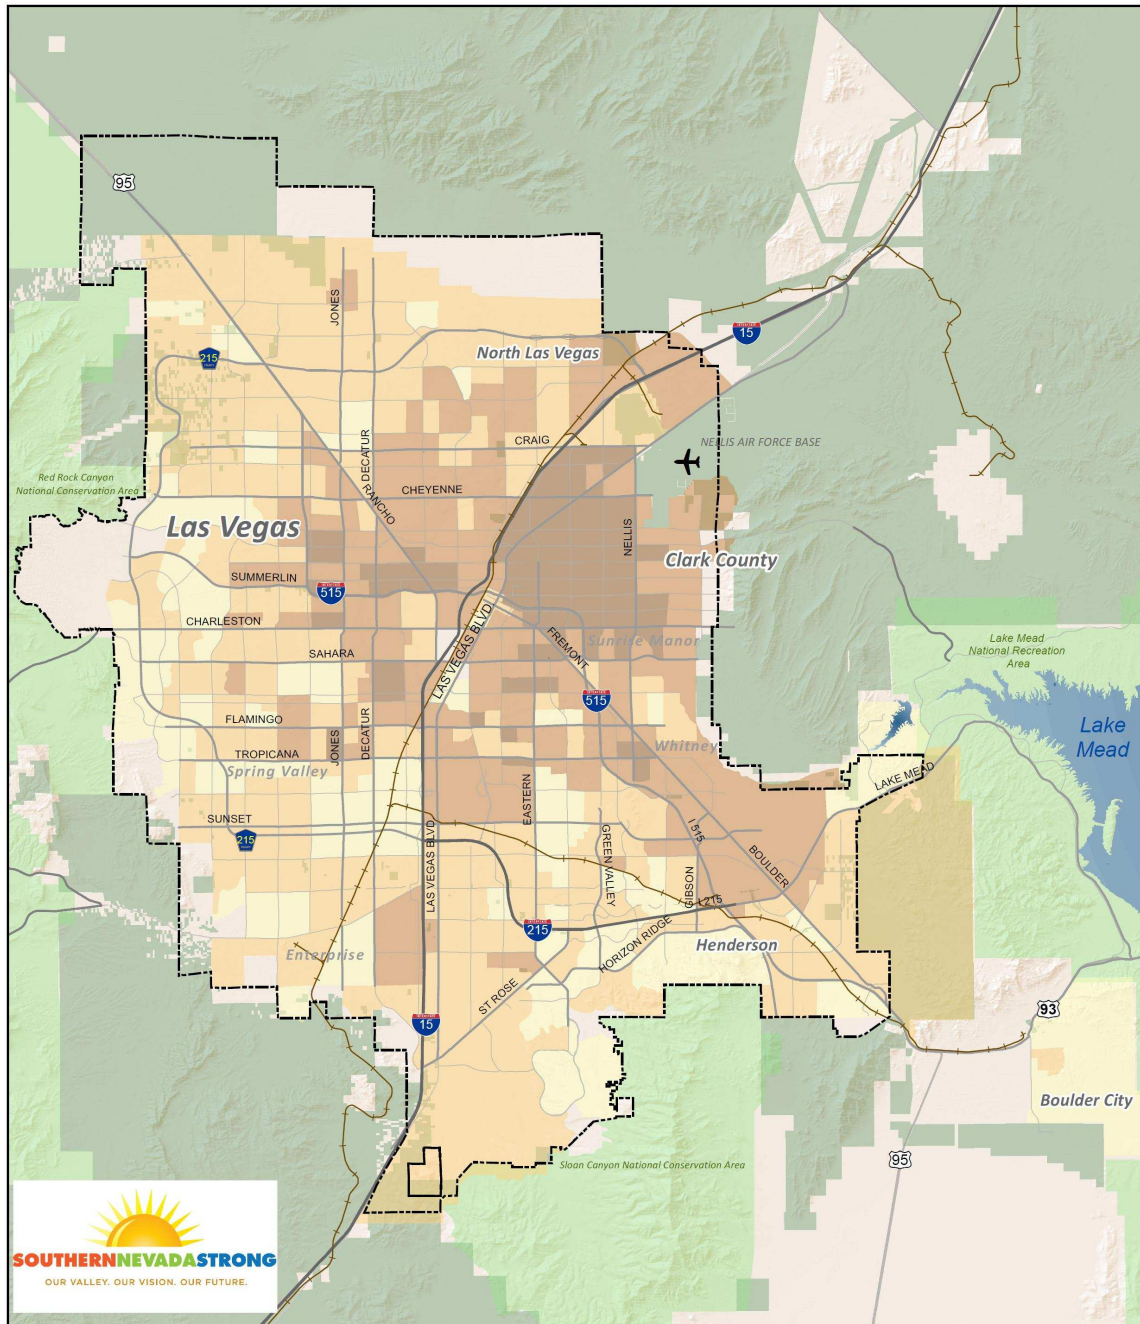 95
JONES
INTERSTATE
15
215
North Las Vegas
CRAIG
DECATUR
NELLIS AIR FORCE BASE
Red Rock Canyon
National Conservation Area
CHEYENNE
RANCHO
Las Vegas
NELLIS
Clark County
SUMMERLIN
515
CHARLESTON
LAS VEGAS BLVD
FREMONT
Sunrise Manor
Lake Mead
National Recreation
Area
SAHARA
515
FLAMINGO
Lake
Mead
JONES
DECATUR
TROPICANA
Whitney
Spring Valley
LAKE MEAD
EASTERN
SUNSET
215
LAS VEGAS BLVD
I 515
GREEN VALLEY
BOULDER
GIBSON
I 215
215
HORIZON RIDGE
Henderson
Enterprise
ST ROSE
15
93
Boulder City
95
Sloan Canyon National Conservation Area
SOUTHERNNEVADASTRONG
OUR VALLEY. OUR VISION. OUR FUTURE.